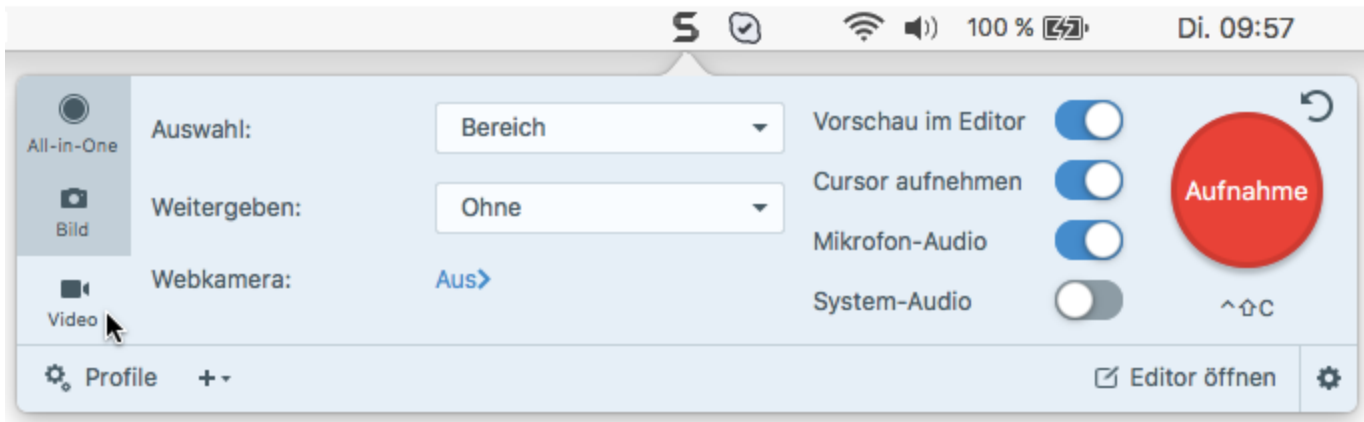 100 % Di. 09:57
All-in-One
Bild
Video
Auswahl: Bereich
Weitergeben: Ohne
Webkamera: Aus>
Vorschau im Editor
Cursor aufnehmen
Mikrofon-Audio
System-Audio
Aufnahme
^⇧C
Profile +
Editor öffnen